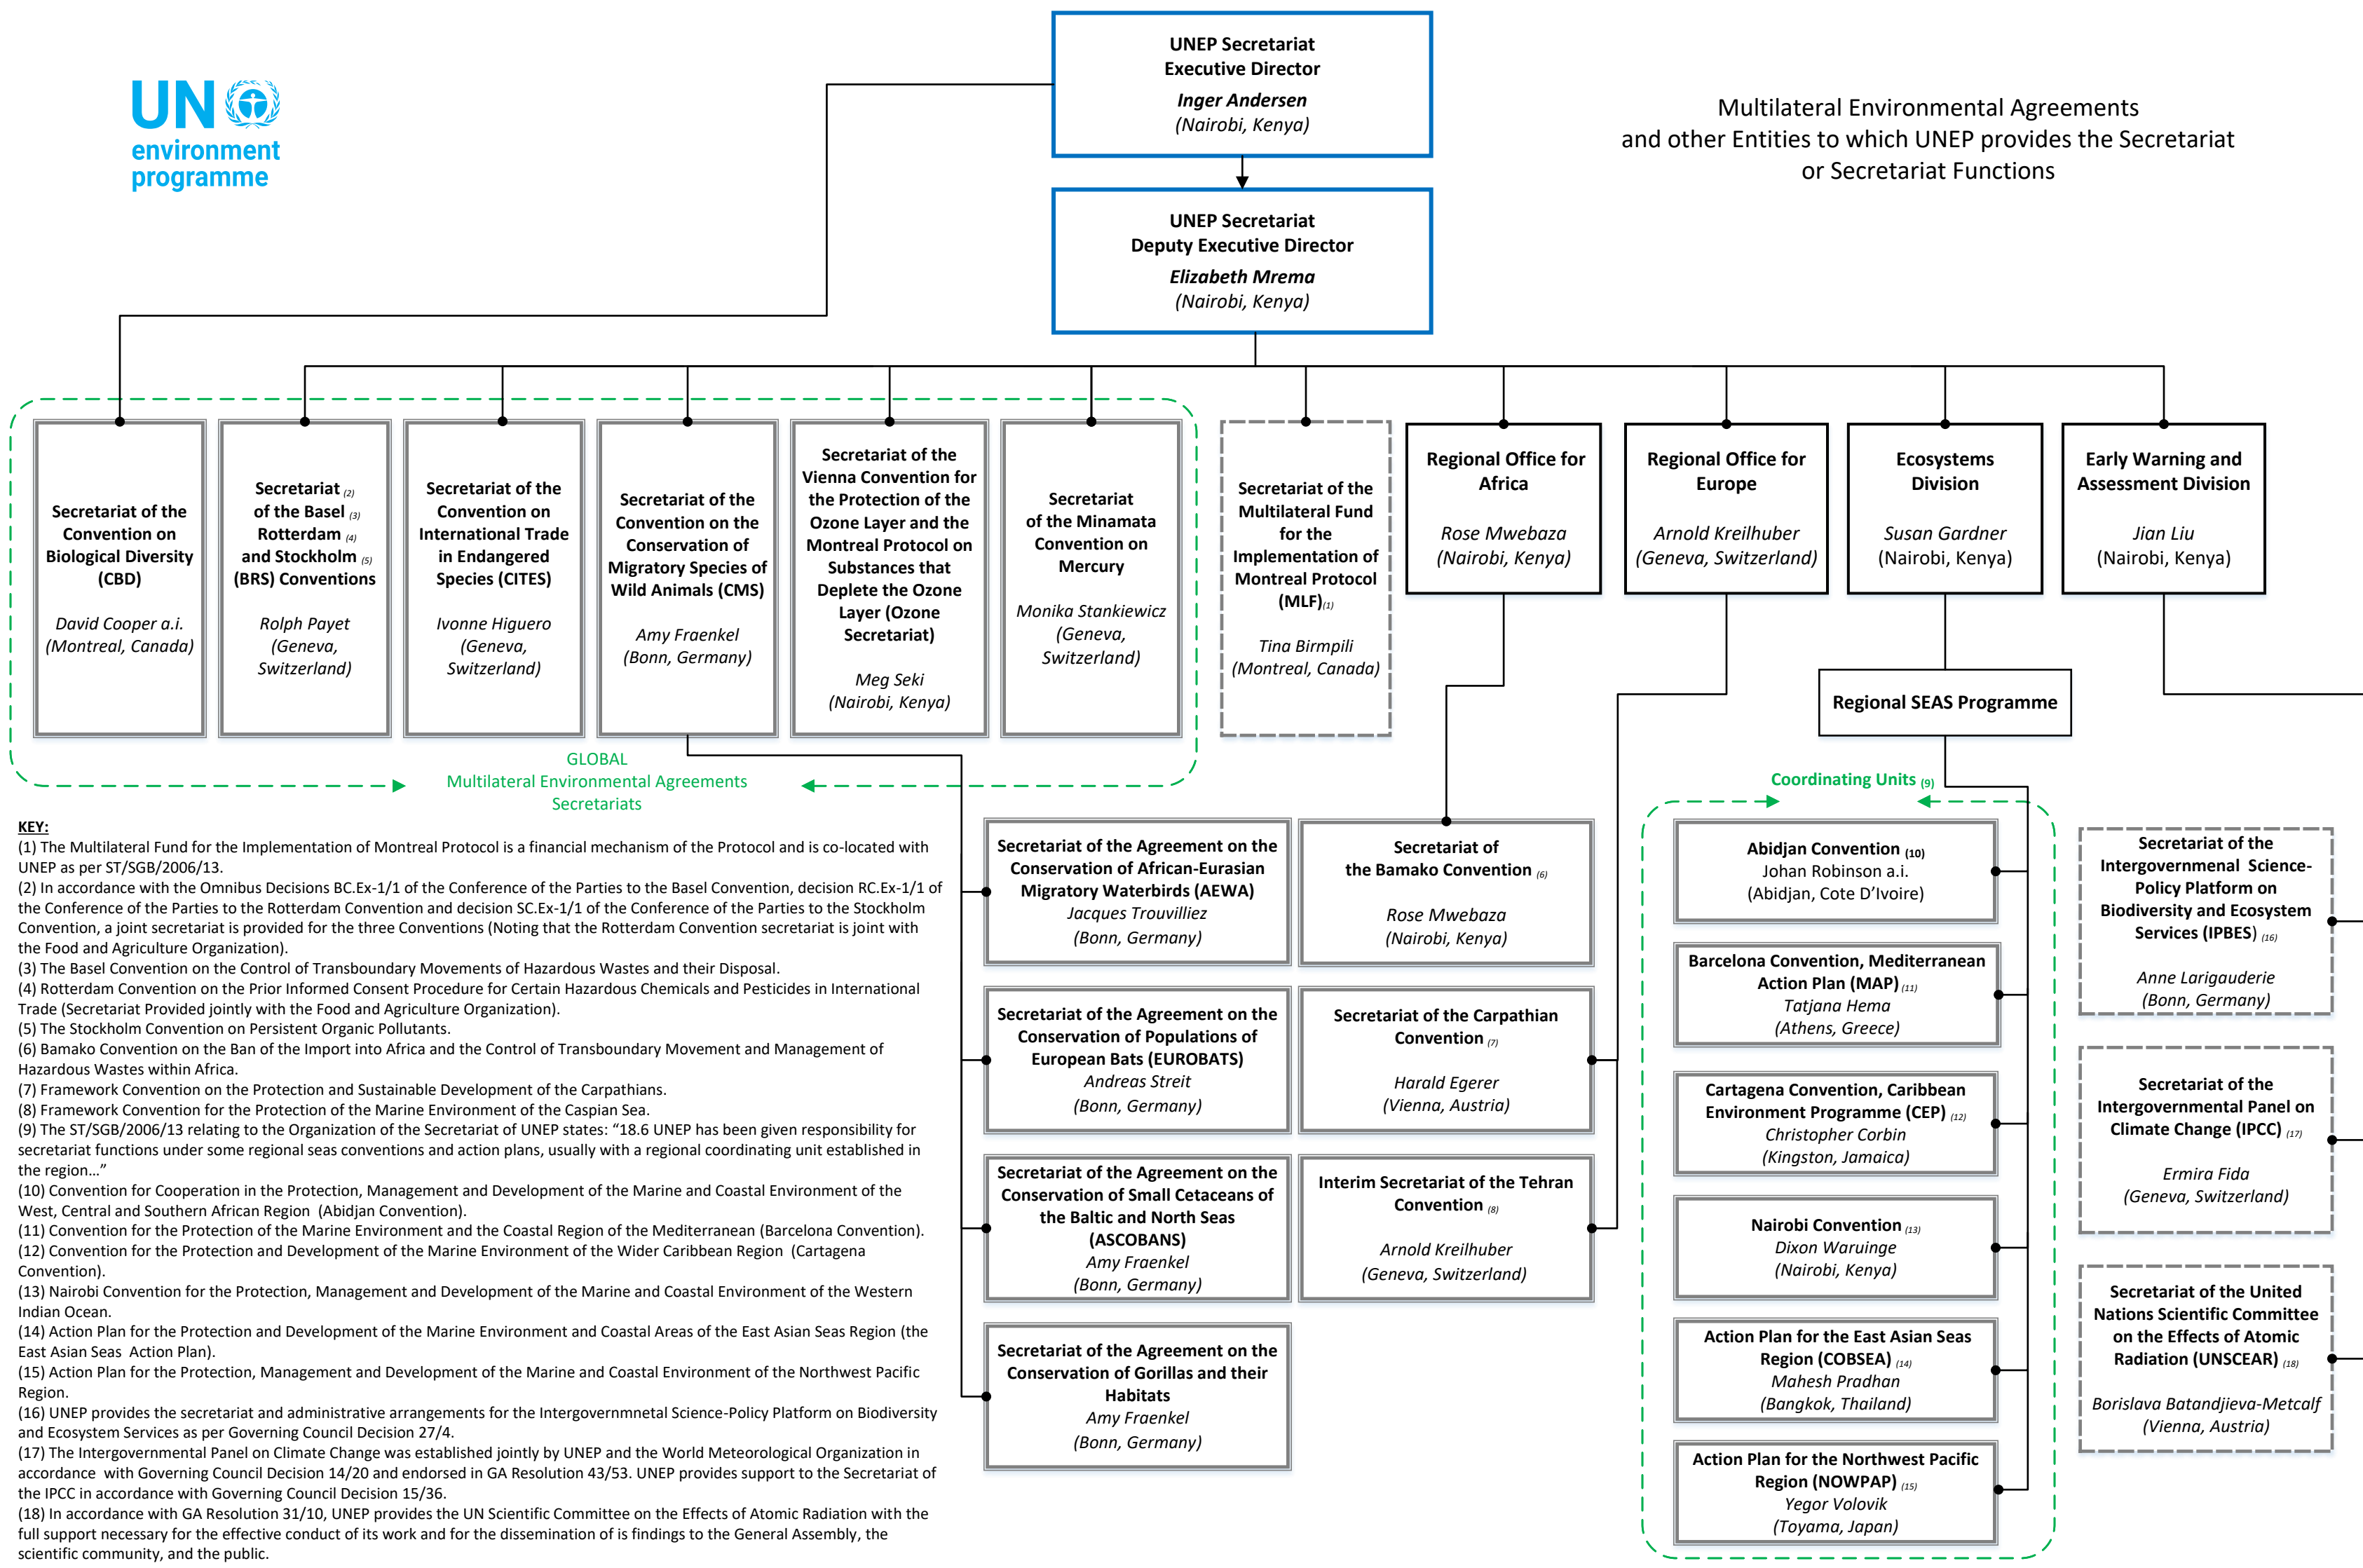 UN
environment
programme
UNEP Secretariat
Executive Director
Inger Andersen
(Nairobi, Kenya)
Multilateral Environmental Agreements
and other Entities to which UNEP provides the Secretariat
or Secretariat Functions
UNEP Secretariat
Deputy Executive Director
Elizabeth Mrema
(Nairobi, Kenya)
Secretariat of the
Convention on
Biological Diversity
(CBD)
David Cooper a.i.
(Montreal, Canada)
Secretariat (2)
of the Basel (3)
Rotterdam (4)
and Stockholm (5)
(BRS) Conventions
Rolph Payet
(Geneva,
Switzerland)
Secretariat of the
Convention on
International Trade
in Endangered
Species (CITES)
Ivonne Higuero
(Geneva,
Switzerland)
Secretariat of the
Convention on the
Conservation of
Migratory Species of
Wild Animals (CMS)
Amy Fraenkel
(Bonn, Germany)
Secretariat of the
Vienna Convention for
the Protection of the
Ozone Layer and the
Montreal Protocol on
Substances that
Deplete the Ozone
Layer (Ozone
Secretariat)
Meg Seki
(Nairobi, Kenya)
Secretariat
of the Minamata
Convention on
Mercury
Monika Stankiewicz
(Geneva,
Switzerland)
Secretariat of the
Multilateral Fund
for the
Implementation of
Montreal Protocol
(MLF)(1)
Tina Birmpili
(Montreal, Canada)
Regional Office for
Africa
Rose Mwebaza
(Nairobi, Kenya)
Regional Office for
Europe
Arnold Kreilhuber
(Geneva, Switzerland)
Ecosystems
Division
Susan Gardner
(Nairobi, Kenya)
Early Warning and
Assessment Division
Jian Liu
(Nairobi, Kenya)
Regional SEAS Programme
GLOBAL
Multilateral Environmental Agreements
Secretariats
KEY:
(1) The Multilateral Fund for the Implementation of Montreal Protocol is a financial mechanism of the Protocol and is co-located with
UNEP as per ST/SGB/2006/13.
(2) In accordance with the Omnibus Decisions BC.Ex-1/1 of the Conference of the Parties to the Basel Convention, decision RC.Ex-1/1 of
the Conference of the Parties to the Rotterdam Convention and decision SC.Ex-1/1 of the Conference of the Parties to the Stockholm
Convention, a joint secretariat is provided for the three Conventions (Noting that the Rotterdam Convention secretariat is joint with
the Food and Agriculture Organization).
(3) The Basel Convention on the Control of Transboundary Movements of Hazardous Wastes and their Disposal.
(4) Rotterdam Convention on the Prior Informed Consent Procedure for Certain Hazardous Chemicals and Pesticides in International
Trade (Secretariat Provided jointly with the Food and Agriculture Organization).
(5) The Stockholm Convention on Persistent Organic Pollutants.
(6) Bamako Convention on the Ban of the Import into Africa and the Control of Transboundary Movement and Management of
Hazardous Wastes within Africa.
(7) Framework Convention on the Protection and Sustainable Development of the Carpathians.
(8) Framework Convention for the Protection of the Marine Environment of the Caspian Sea.
(9) The ST/SGB/2006/13 relating to the Organization of the Secretariat of UNEP states: “18.6 UNEP has been given responsibility for
secretariat functions under some regional seas conventions and action plans, usually with a regional coordinating unit established in
the region…”
(10) Convention for Cooperation in the Protection, Management and Development of the Marine and Coastal Environment of the
West, Central and Southern African Region (Abidjan Convention).
(11) Convention for the Protection of the Marine Environment and the Coastal Region of the Mediterranean (Barcelona Convention).
(12) Convention for the Protection and Development of the Marine Environment of the Wider Caribbean Region (Cartagena
Convention).
(13) Nairobi Convention for the Protection, Management and Development of the Marine and Coastal Environment of the Western
Indian Ocean.
(14) Action Plan for the Protection and Development of the Marine Environment and Coastal Areas of the East Asian Seas Region (the
East Asian Seas Action Plan).
(15) Action Plan for the Protection, Management and Development of the Marine and Coastal Environment of the Northwest Pacific
Region.
(16) UNEP provides the secretariat and administrative arrangements for the Intergovernmnetal Science-Policy Platform on Biodiversity
and Ecosystem Services as per Governing Council Decision 27/4.
(17) The Intergovernmental Panel on Climate Change was established jointly by UNEP and the World Meteorological Organization in
accordance with Governing Council Decision 14/20 and endorsed in GA Resolution 43/53. UNEP provides support to the Secretariat of
the IPCC in accordance with Governing Council Decision 15/36.
(18) In accordance with GA Resolution 31/10, UNEP provides the UN Scientific Committee on the Effects of Atomic Radiation with the
full support necessary for the effective conduct of its work and for the dissemination of is findings to the General Assembly, the
scientific community, and the public.
Secretariat of the Agreement on the
Conservation of African-Eurasian
Migratory Waterbirds (AEWA)
Jacques Trouvilliez
(Bonn, Germany)
Secretariat of the Agreement on the
Conservation of Populations of
European Bats (EUROBATS)
Andreas Streit
(Bonn, Germany)
Secretariat of the Agreement on the
Conservation of Small Cetaceans of
the Baltic and North Seas
(ASCOBANS)
Amy Fraenkel
(Bonn, Germany)
Secretariat of the Agreement on the
Conservation of Gorillas and their
Habitats
Amy Fraenkel
(Bonn, Germany)
Secretariat of
the Bamako Convention (6)
Rose Mwebaza
(Nairobi, Kenya)
Secretariat of the Carpathian
Convention (7)
Harald Egerer
(Vienna, Austria)
Interim Secretariat of the Tehran
Convention (8)
Arnold Kreilhuber
(Geneva, Switzerland)
Coordinating Units (9)
Abidjan Convention (10)
Johan Robinson a.i.
(Abidjan, Cote D’Ivoire)
Barcelona Convention, Mediterranean
Action Plan (MAP) (11)
Tatjana Hema
(Athens, Greece)
Cartagena Convention, Caribbean
Environment Programme (CEP) (12)
Christopher Corbin
(Kingston, Jamaica)
Nairobi Convention (13)
Dixon Waruinge
(Nairobi, Kenya)
Action Plan for the East Asian Seas
Region (COBSEA) (14)
Mahesh Pradhan
(Bangkok, Thailand)
Action Plan for the Northwest Pacific
Region (NOWPAP) (15)
Yegor Volovik
(Toyama, Japan)
Secretariat of the
Intergovernmenal Science-
Policy Platform on
Biodiversity and Ecosystem
Services (IPBES) (16)
Anne Larigauderie
(Bonn, Germany)
Secretariat of the
Intergovernmental Panel on
Climate Change (IPCC) (17)
Ermira Fida
(Geneva, Switzerland)
Secretariat of the United
Nations Scientific Committee
on the Effects of Atomic
Radiation (UNSCEAR) (18)
Borislava Batandjieva-Metcalf
(Vienna, Austria)